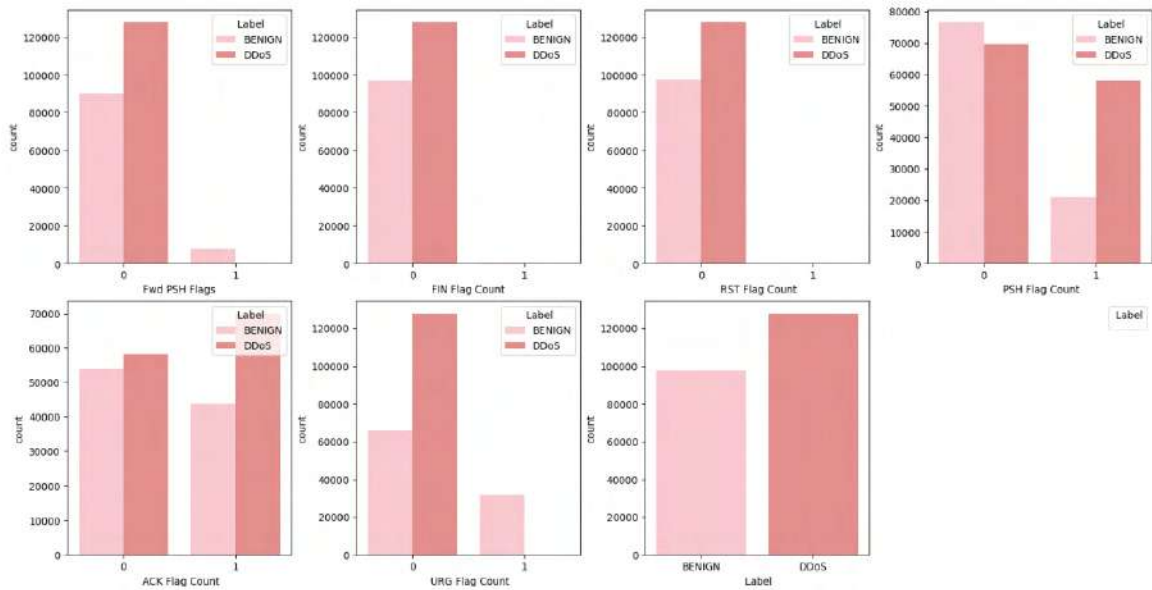 120000
100000
80000
60000
40000
20000
0
count
0 1
Fwd PSH Flags
Label
BENIGN
DDoS
120000
100000
80000
60000
40000
20000
0
count
0 1
FIN Flag Count
Label
BENIGN
DDoS
120000
100000
80000
60000
40000
20000
0
count
0 1
RST Flag Count
Label
BENIGN
DDoS
80000
70000
60000
50000
40000
30000
20000
10000
0
count
0 1
PSH Flag Count
Label
BENIGN
DDoS
70000
60000
50000
40000
30000
20000
10000
0
count
0 1
ACK Flag Count
Label
BENIGN
DDoS
120000
100000
80000
60000
40000
20000
0
count
0 1
URG Flag Count
Label
BENIGN
DDoS
120000
100000
80000
60000
40000
20000
0
count
BENIGN DDoS
Label
Label